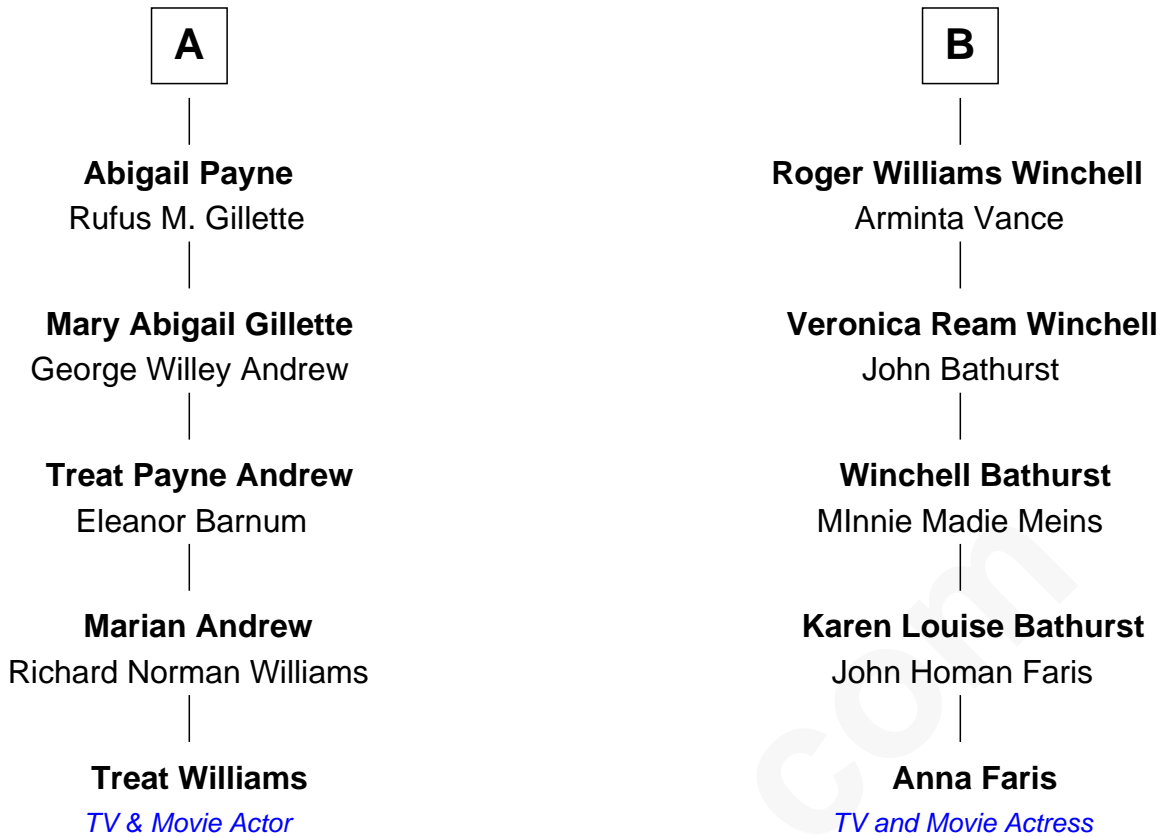 A
Abigail Payne
Rufus M. Gillette
Mary Abigail Gillette
George Willey Andrew
Treat Payne Andrew
Eleanor Barnum
Marian Andrew
Richard Norman Williams
Treat Williams
TV & Movie Actor
B
Roger Williams Winchell
Arminta Vance
Veronica Ream Winchell
John Bathurst
Winchell Bathurst
MInnie Madie Meins
Karen Louise Bathurst
John Homan Faris
Anna Faris
TV and Movie Actress
com